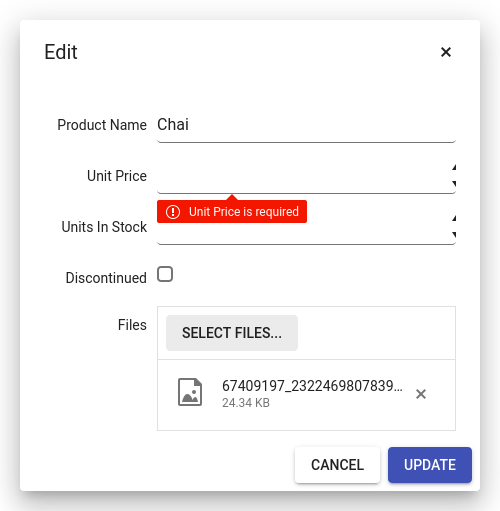 Edit
Product Name Chai
Unit Price
Unit Price is required
Units In Stock
Discontinued
Files
SELECT FILES...
67409197_2322469807839...
24.34 KB
CANCEL UPDATE